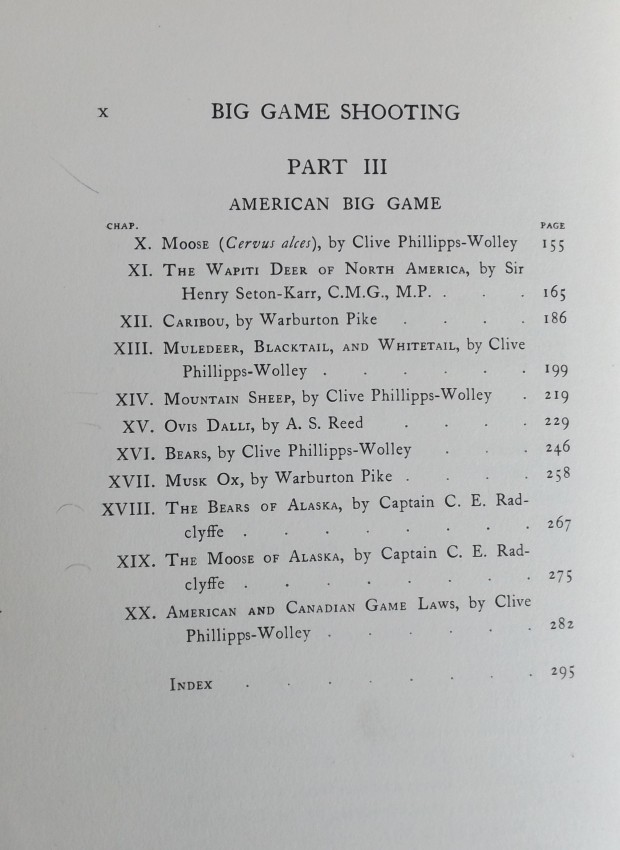 x BIG GAME SHOOTING
PART III
AMERICAN BIG GAME
CHAP. PAGE
X. Moose (Cervus alces), by Clive Phillipps-Wolley 155
XI. The Wapiti Deer of North America, by Sir
Henry Seton-Karr, C.M.G., M.P. . . . 165
XII. Caribou, by Warburton Pike . . . . 186
XIII. Muledeer, Blacktail, and Whitetail, by Clive
Phillipps-Wolley . . . . . . 199
XIV. Mountain Sheep, by Clive Phillipps-Wolley . 219
XV. Ovis Dalli, by A. S. Reed . . . . 229
XVI. Bears, by Clive Phillipps-Wolley . . . 246
XVII. Musk Ox, by Warburton Pike . . . . 258
XVIII. The Bears of Alaska, by Captain C. E. Rad-
clyffe . . . . . . . . 267
XIX. The Moose of Alaska, by Captain C. E. Rad-
clyffe . . . . . . . . 275
XX. American and Canadian Game Laws, by Clive
Phillipps-Wolley . . . . . . 282
Index . . . . . . . . 295